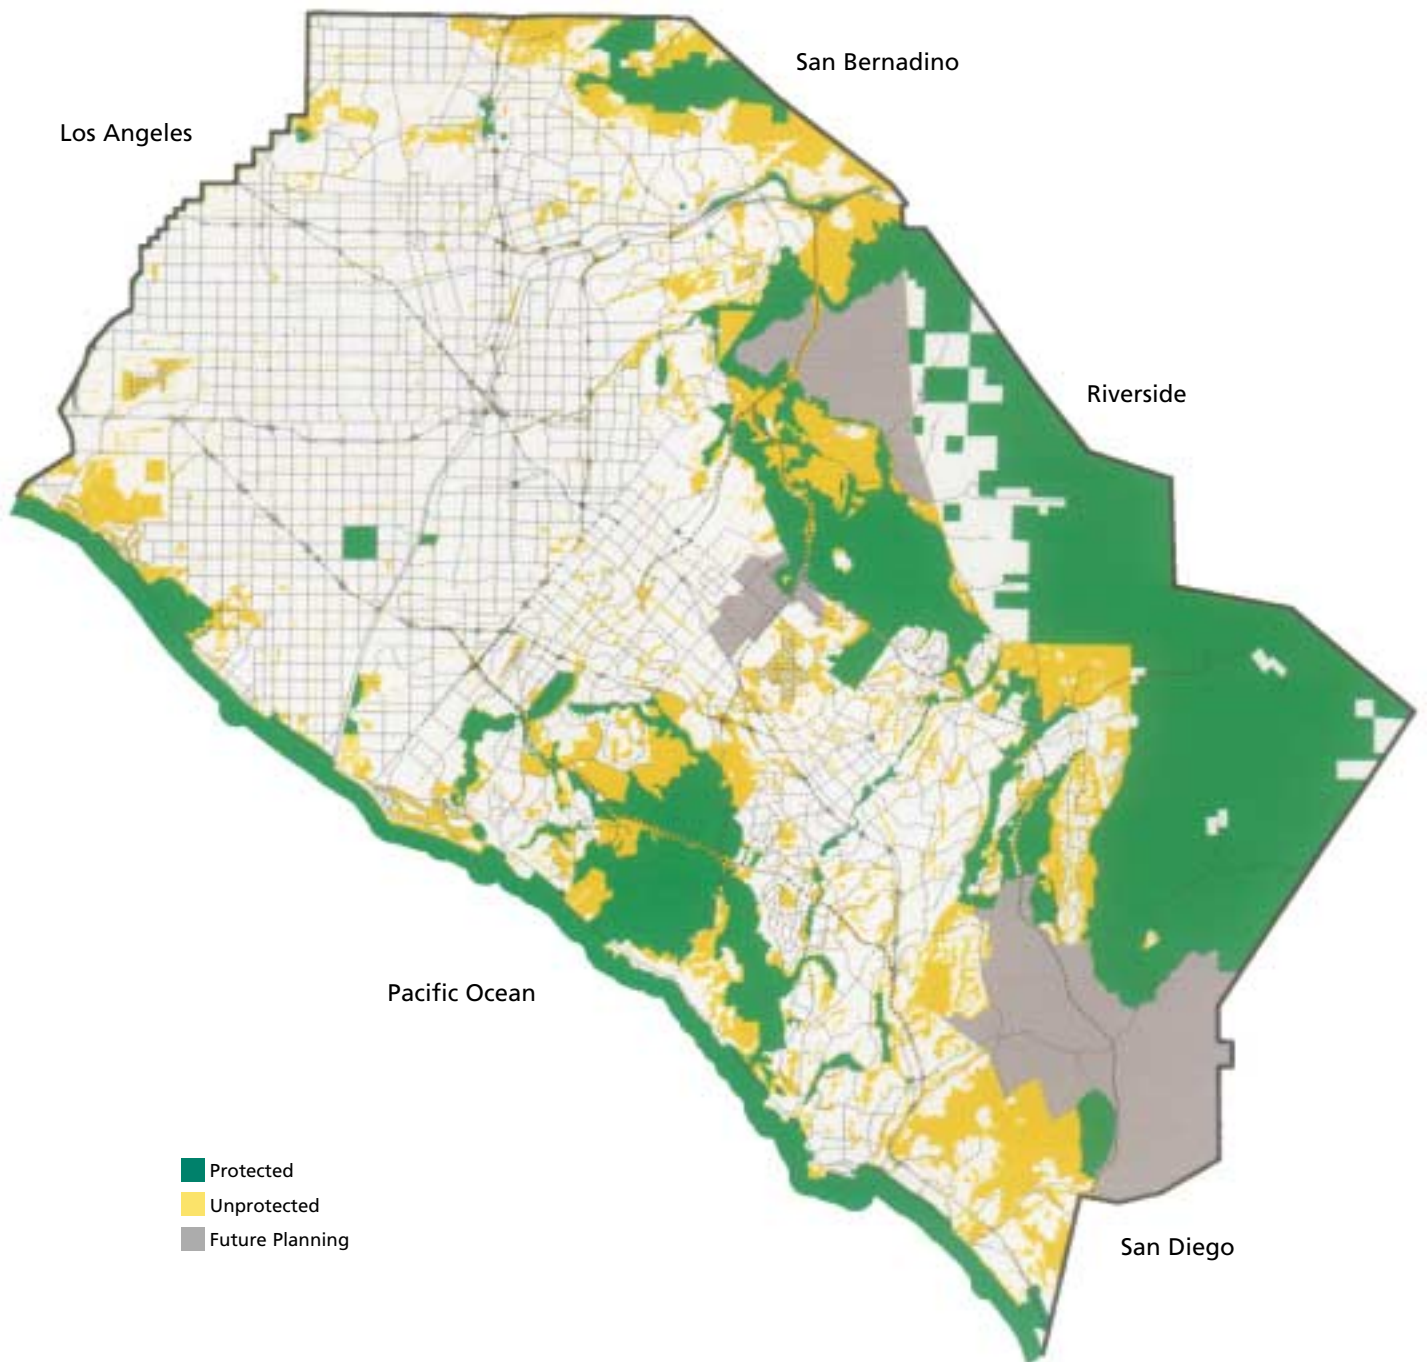 San Bernadino
Los Angeles
Riverside
Pacific Ocean
Protected
Unprotected
Future Planning
San Diego